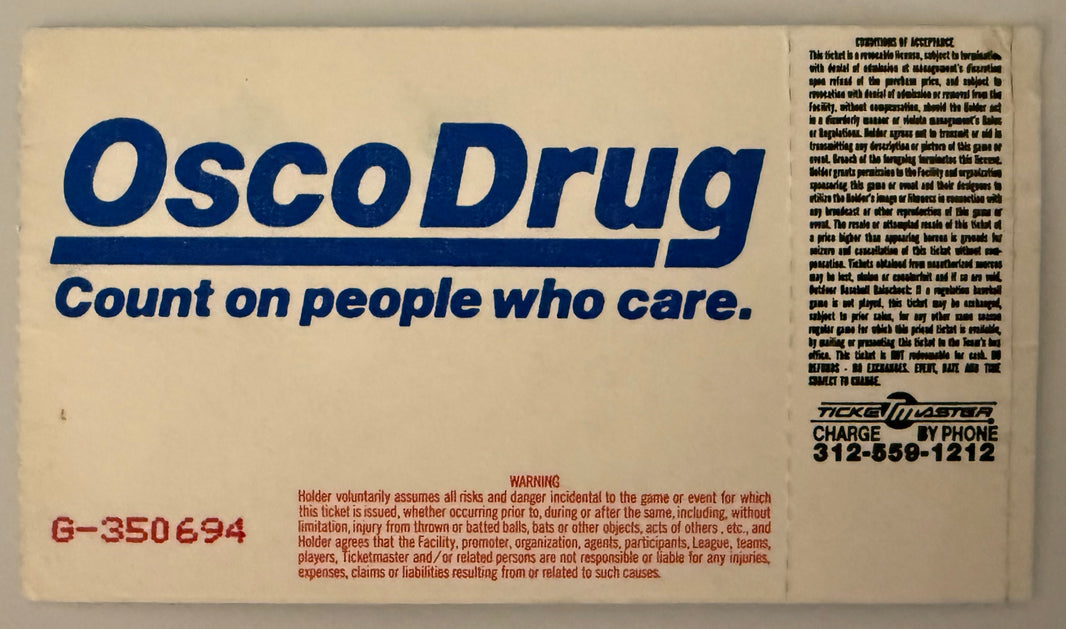 Osco Drug
Count on people who care.
G-350694
WARNING
Holder voluntarily assumes all risks and danger incidental to the game or event for which
this ticket is issued, whether occurring prior to, during or after the same, including, without
limitation, injury from thrown or batted balls, bats or other objects, acts of others , etc., and
Holder agrees that the Facility, promoter, organization, agents, participants, League, teams,
players, Ticketmaster and/or related persons are not responsible or liable for any injuries,
expenses, claims or liabilities resulting from or related to such causes.
CONDITIONS OF ACCEPTANCE
This ticket is a revocable license, subject to termination
with denial of admission at management's discretion
upon refund of the purchase price, and subject to
revocation with denial of admission or removal from the
Facility, without compensation, should the Holder act
in a disorderly manner or violate management's Rules
or Regulations. Holder agrees not to transmit or aid in
transmitting any description or picture of this game or
event. Breach of the foregoing terminates this license.
Holder grants permission to the Facility and organization
sponsoring this game or event and their designees to
utilize the Holder's image or likeness in connection with
any broadcast or other reproduction of this game or
event. The resale or attempted resale of this ticket at
a price higher than appearing hereon is grounds for
seizure and cancellation of this ticket without com-
pensation. Tickets obtained from unauthorized sources
may be lost, stolen or counterfeit and if so are void.
Outdoor Baseball Raincheck: If a regulation baseball
game is not played, this ticket may be exchanged,
subject to prior sales, for any other same season
regular game for which this priced ticket is available,
by mailing or presenting this ticket to the Team's box
office. This ticket is NOT redeemable for cash. NO
REFUNDS - NO EXCHANGES. EVENT, DATE AND TIME
SUBJECT TO CHANGE.
TICKETMASTER
CHARGE BY PHONE
312-559-1212